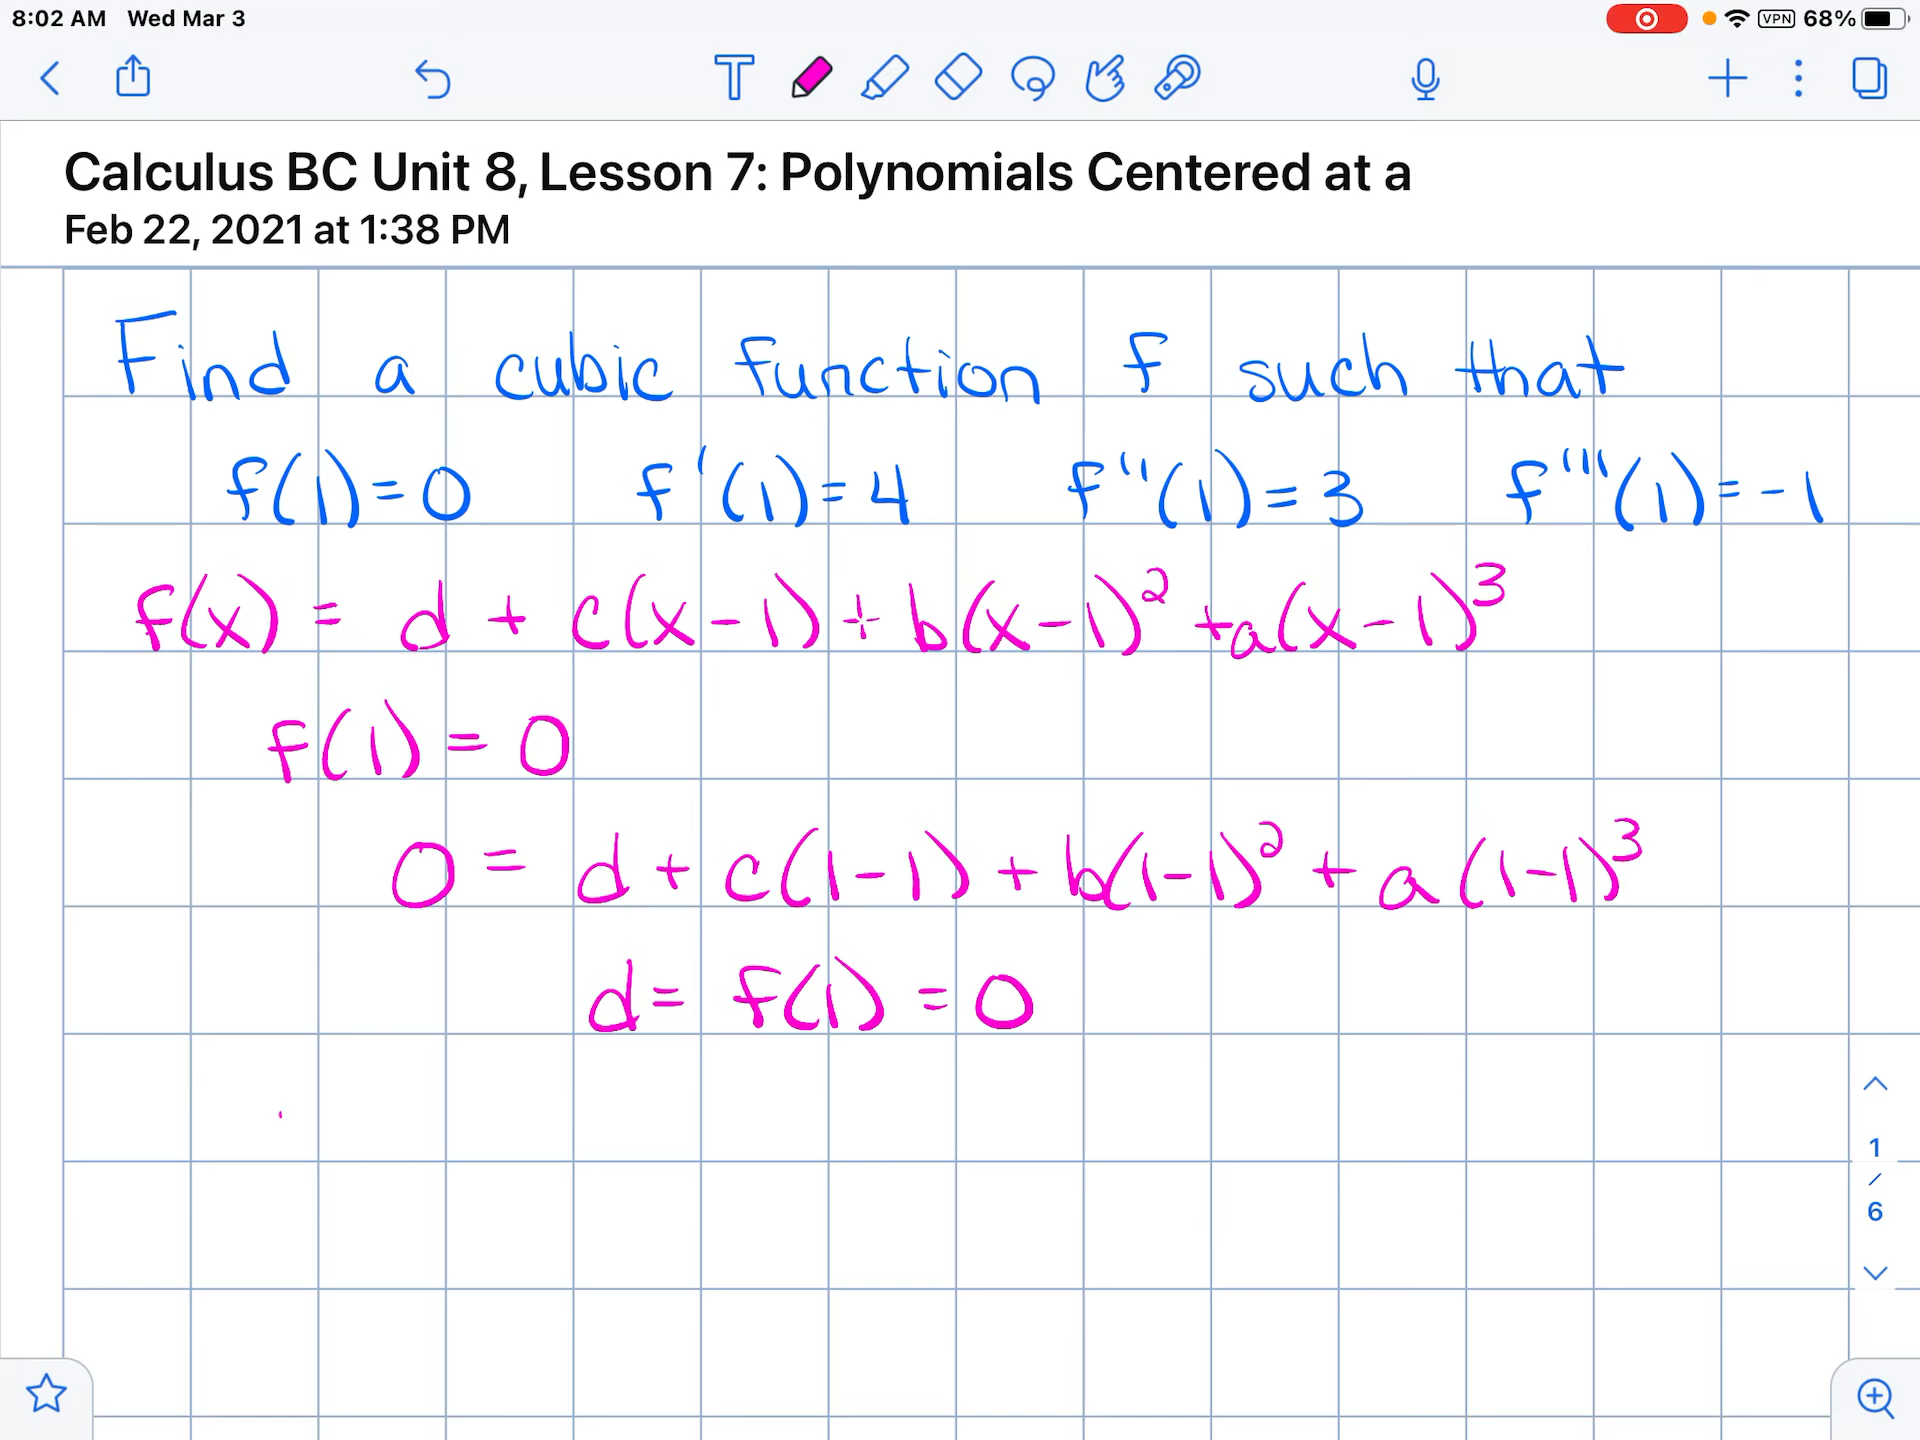 8:02 AM Wed Mar 3 VPN 68%
T
Calculus BC Unit 8, Lesson 7: Polynomials Centered at a
Feb 22, 2021 at 1:38 PM
Find a cubic function f such that
f(1)=0 f'(1)=4 f''(1)=3 f'''(1)=-1
f(x) = d + c(x-1) + b(x-1)² + a(x-1)³
f(1) = 0
0 = d + c(1-1) + b(1-1)² + a(1-1)³
d = f(1) = 0
1
/
6